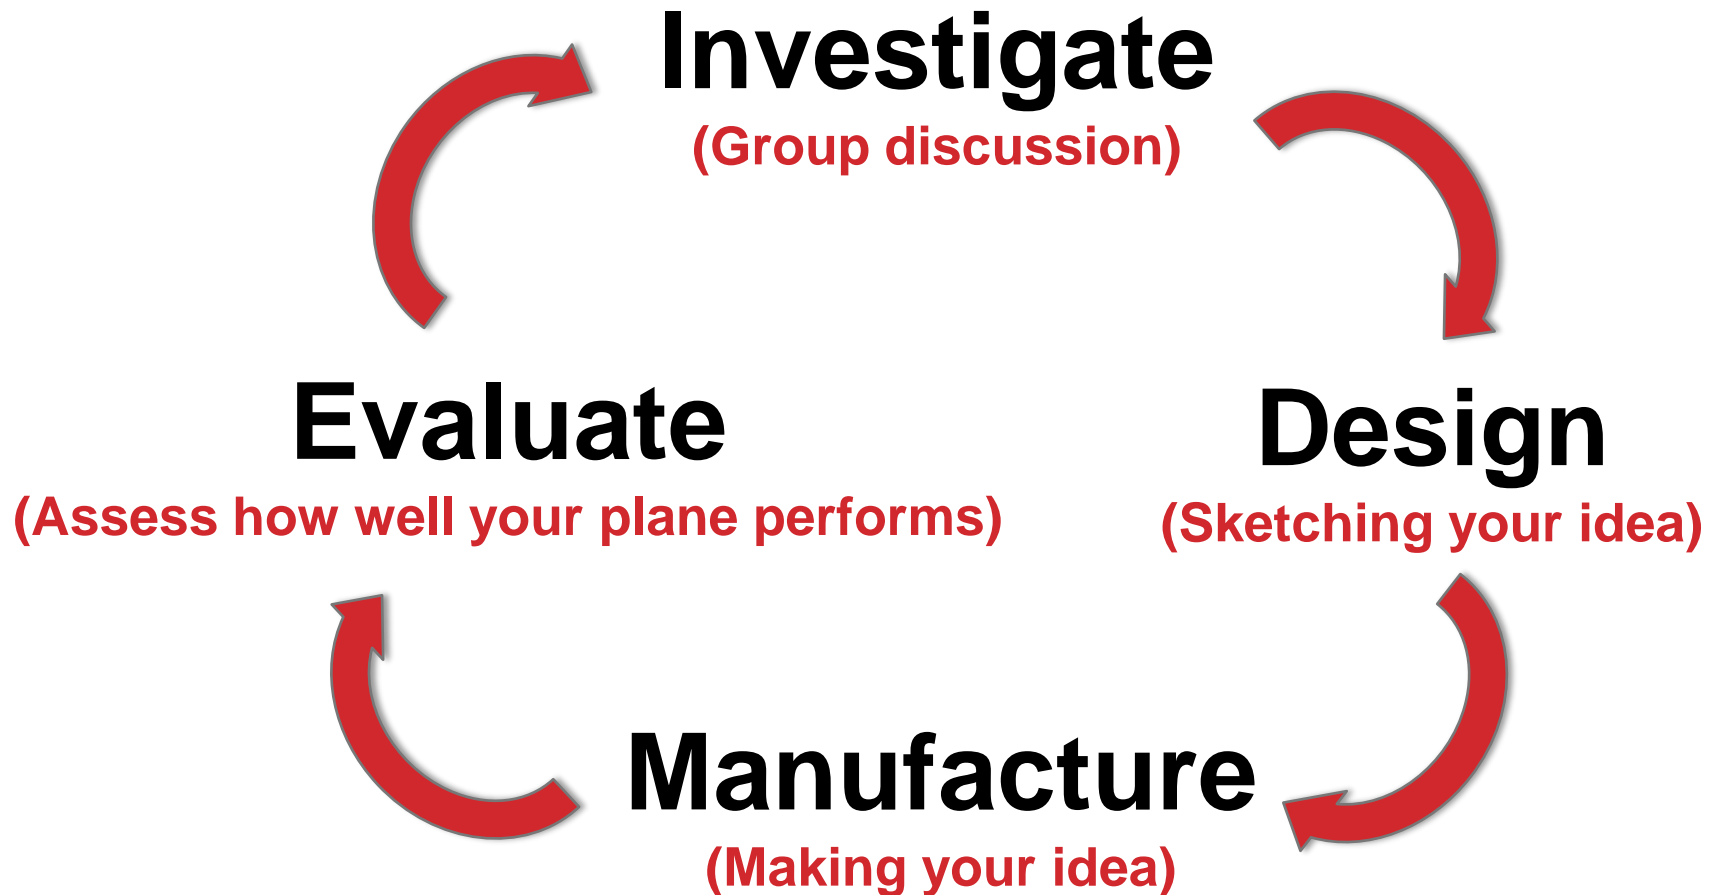 Investigate
(Group discussion)
Evaluate
(Assess how well your plane performs)
Design
(Sketching your idea)
Manufacture
(Making your idea)